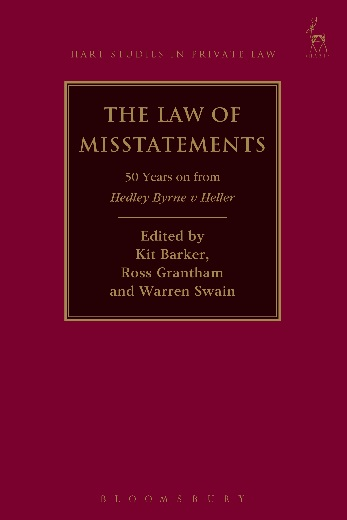 HART STUDIES IN PRIVATE LAW
THE LAW OF
MISSTATEMENTS
50 Years on from
Hedley Byrne v Heller
Edited by
Kit Barker,
Ross Grantham
and Warren Swain
BLOOMSBURY